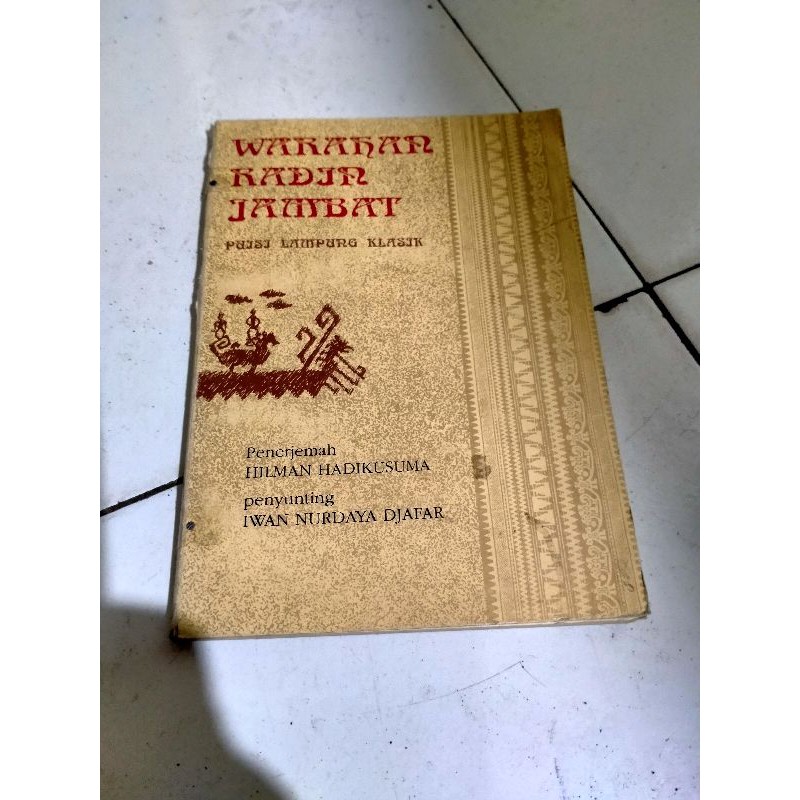 WARAHAN
RADIN
JAMBAT
PUISI LAMPUNG KLASIK
Penerjemah
HILMAN HADIKUSUMA
penyunting
IWAN NURDAYA DJAFAR